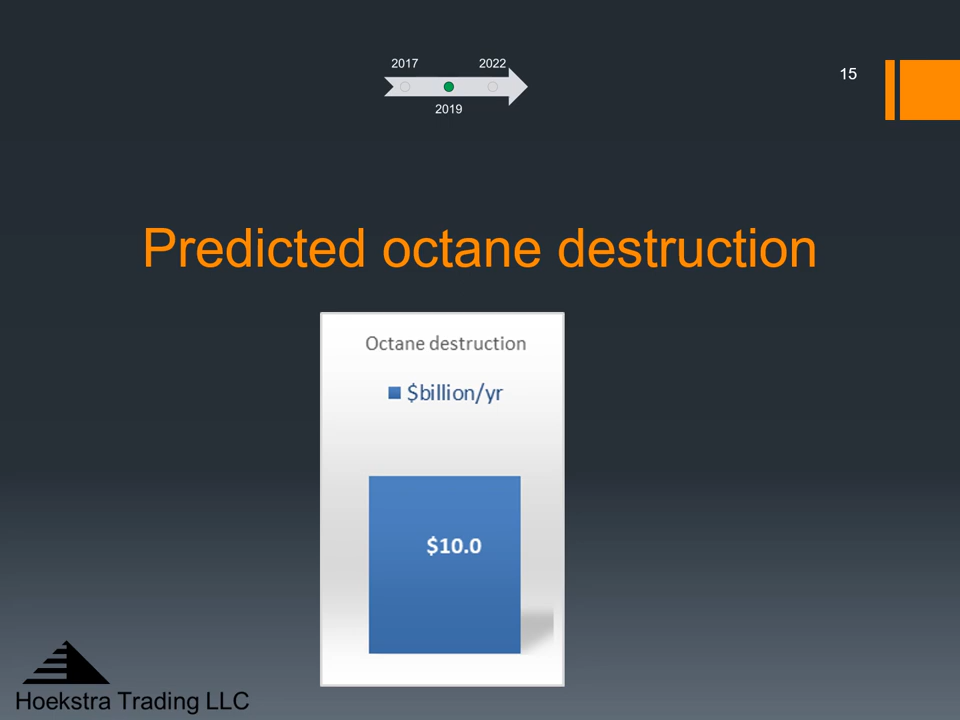 2017
2022
2019
15
Predicted octane destruction
Octane destruction
$billion/yr
$10.0
Hoekstra Trading LLC